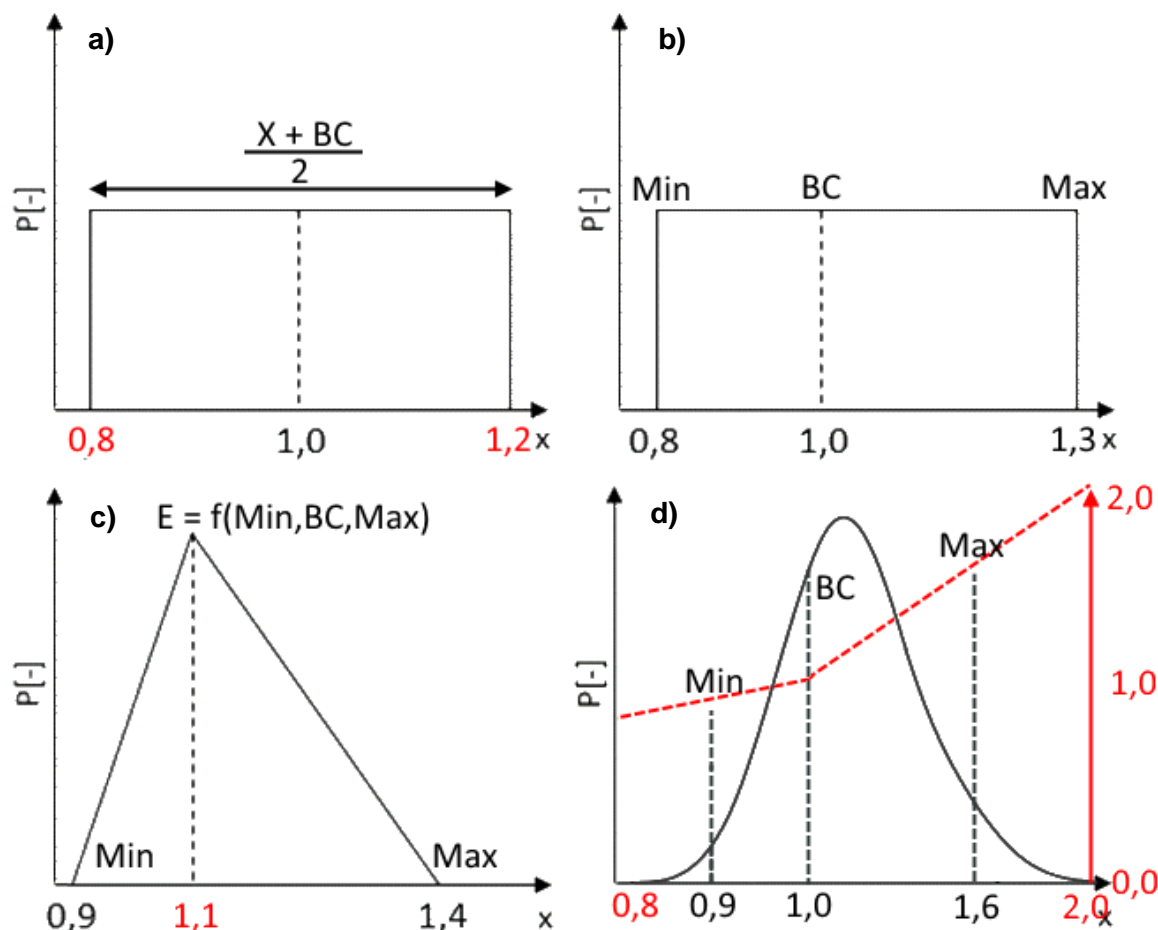 a)
X + BC
2
P[-]
0,8
1,0
1,2
x
b)
Min
BC
Max
P[-]
0,8
1,0
1,3
x
c)
E = f(Min,BC,Max)
P[-]
Min
Max
0,9
1,1
1,4
x
d)
2,0
Max
BC
Min
1,0
P[-]
0,0
0,8
0,9
1,0
1,6
2,0
x